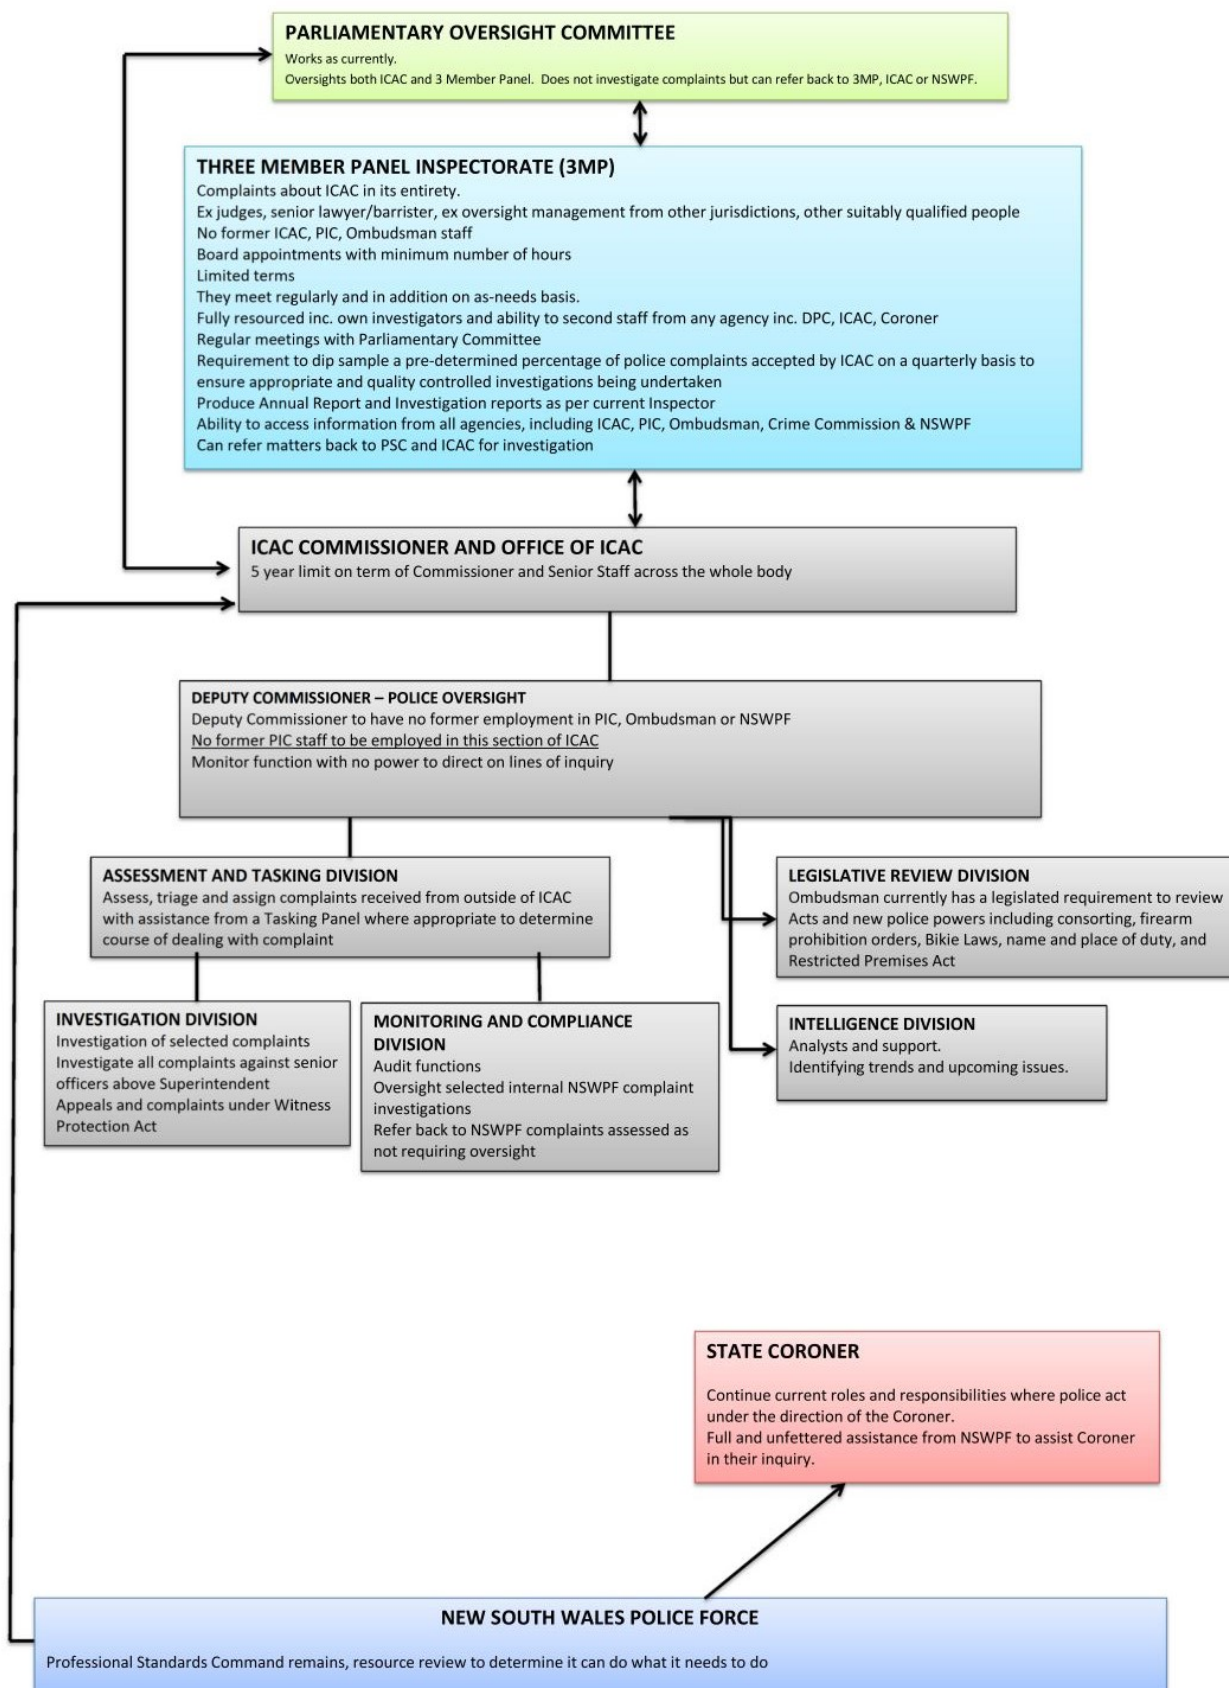 PARLIAMENTARY OVERSIGHT COMMITTEE
Works as currently.
Oversights both ICAC and 3 Member Panel. Does not investigate complaints but can refer back to 3MP, ICAC or NSWPF.
THREE MEMBER PANEL INSPECTORATE (3MP)
Complaints about ICAC in its entirety.
Ex judges, senior lawyer/barrister, ex oversight management from other jurisdictions, other suitably qualified people
No former ICAC, PIC, Ombudsman staff
Board appointments with minimum number of hours
Limited terms
They meet regularly and in addition on as-needs basis.
Fully resourced inc. own investigators and ability to second staff from any agency inc. DPC, ICAC, Coroner
Regular meetings with Parliamentary Committee
Requirement to dip sample a pre-determined percentage of police complaints accepted by ICAC on a quarterly basis to
ensure appropriate and quality controlled investigations being undertaken
Produce Annual Report and Investigation reports as per current Inspector
Ability to access information from all agencies, including ICAC, PIC, Ombudsman, Crime Commission & NSWPF
Can refer matters back to PSC and ICAC for investigation
ICAC COMMISSIONER AND OFFICE OF ICAC
5 year limit on term of Commissioner and Senior Staff across the whole body
DEPUTY COMMISSIONER – POLICE OVERSIGHT
Deputy Commissioner to have no former employment in PIC, Ombudsman or NSWPF
No former PIC staff to be employed in this section of ICAC
Monitor function with no power to direct on lines of inquiry
ASSESSMENT AND TASKING DIVISION
Assess, triage and assign complaints received from outside of ICAC
with assistance from a Tasking Panel where appropriate to determine
course of dealing with complaint
LEGISLATIVE REVIEW DIVISION
Ombudsman currently has a legislated requirement to review
Acts and new police powers including consorting, firearm
prohibition orders, Bikie Laws, name and place of duty, and
Restricted Premises Act
INVESTIGATION DIVISION
Investigation of selected complaints
Investigate all complaints against senior
officers above Superintendent
Appeals and complaints under Witness
Protection Act
MONITORING AND COMPLIANCE
DIVISION
Audit functions
Oversight selected internal NSWPF complaint
investigations
Refer back to NSWPF complaints assessed as
not requiring oversight
INTELLIGENCE DIVISION
Analysts and support.
Identifying trends and upcoming issues.
STATE CORONER
Continue current roles and responsibilities where police act
under the direction of the Coroner.
Full and unfettered assistance from NSWPF to assist Coroner
in their inquiry.
NEW SOUTH WALES POLICE FORCE
Professional Standards Command remains, resource review to determine it can do what it needs to do